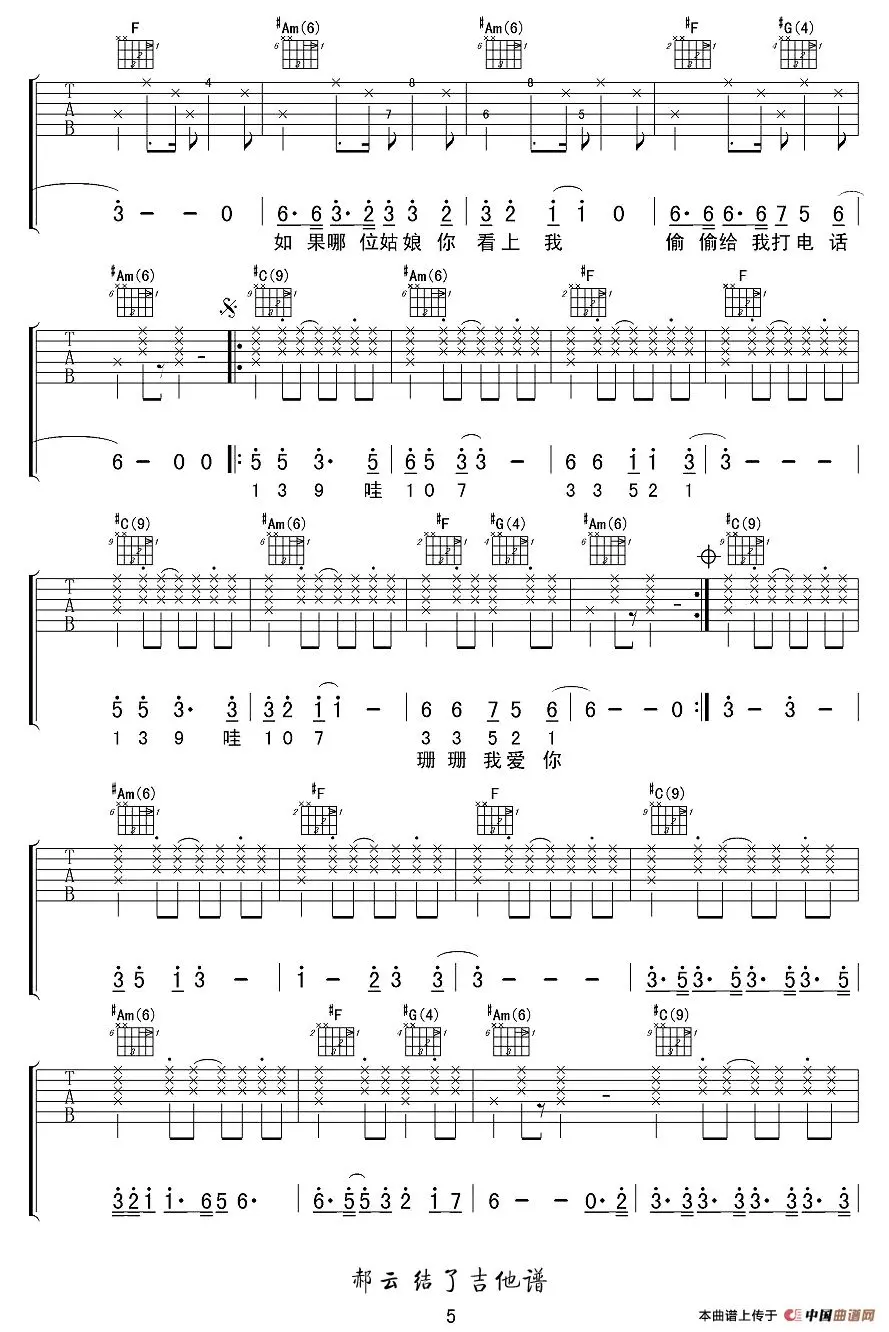 F #Am(6) #Am(6) #F #G(4)
T A B 4 8 7 6 8 5
3 - - 0 | 6· 6 3· 2 3 3 2 | 3 2 1 1 0 | 6· 6 6· 6 7 5 6 |
如 果 哪 位 姑 娘 你 看 上 我 偷 偷 给 我 打 电 话
#Am(6) #C(9) #Am(6) #F F
T A B
6 - 0 0 |: 5 5 3· 5 | 6 5 3 3 - - | 6 6 1 1 3 | 3 - - - |
1 3 9 哇 1 0 7 3 3 5 2 1
#C(9) #Am(6) #F #G(4) #Am(6) #C(9)
T A B
5 5 3· 3 | 3 2 1 1 - - | 6 6 7 5 6 | 6 - - 0 :| 3 - 3 - |
1 3 9 哇 1 0 7 3 3 5 2 1
珊 珊 我 爱 你
#Am(6) #F F #C(9)
T A B
3 5 1 3 - - | 1 - 2 3 3 | 3 - - - | 3· 5 3· 5 3· 5 3· 5 |
#Am(6) #F #G(4) #Am(6) #C(9)
T A B
3 2 1 1· 6 5 6· | 6· 5 5 3 2 1 7 | 6 - - 0· 2 | 3· 3 3· 3 3· 3 3· 3 |
郝云 结了吉他谱
5
本曲谱上传于 中国曲谱网